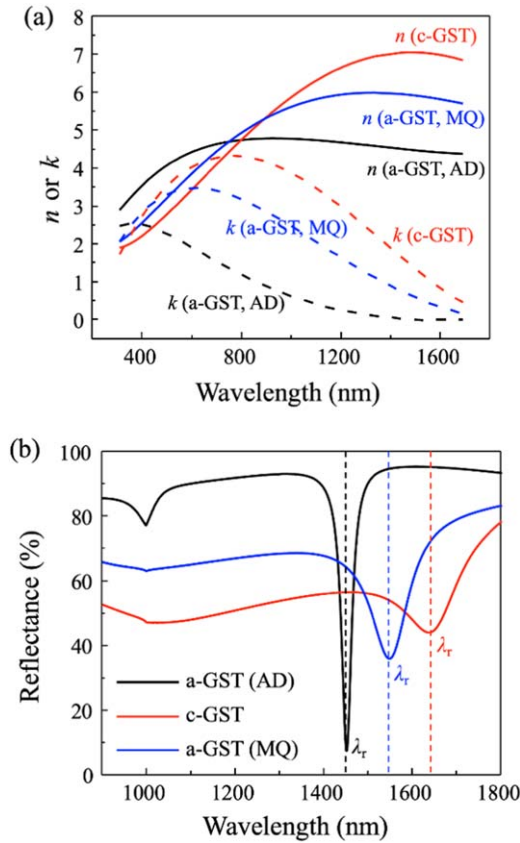 (a)
8
7
6
5
4
3
2
1
0
n or k
n (c-GST)
n (a-GST, MQ)
n (a-GST, AD)
k (a-GST, MQ)
k (c-GST)
k (a-GST, AD)
400 800 1200 1600
Wavelength (nm)
(b)
100
80
60
40
20
0
Reflectance (%)
λr
λr
a-GST (AD)
c-GST
a-GST (MQ)
λr
1000 1200 1400 1600 1800
Wavelength (nm)